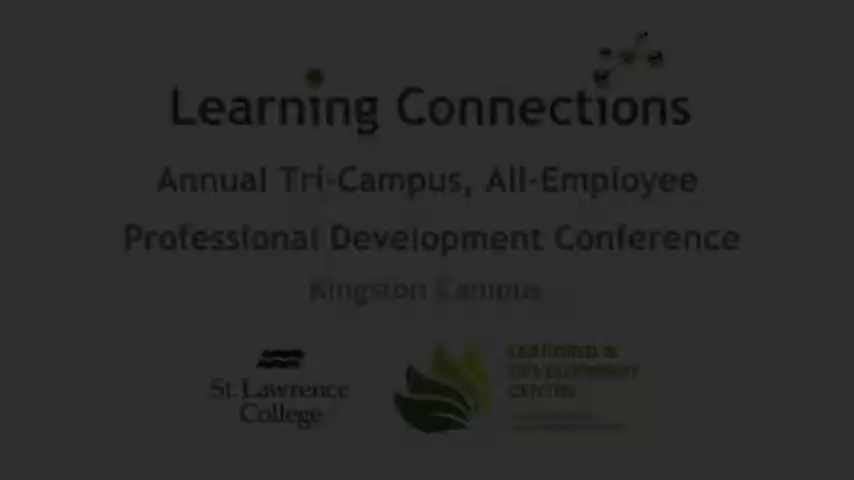 Learning Connections
Annual Tri-Campus, All-Employee
Professional Development Conference
Kingston Campus
St. Lawrence
College
LEARNING &
DEVELOPMENT
CENTRE